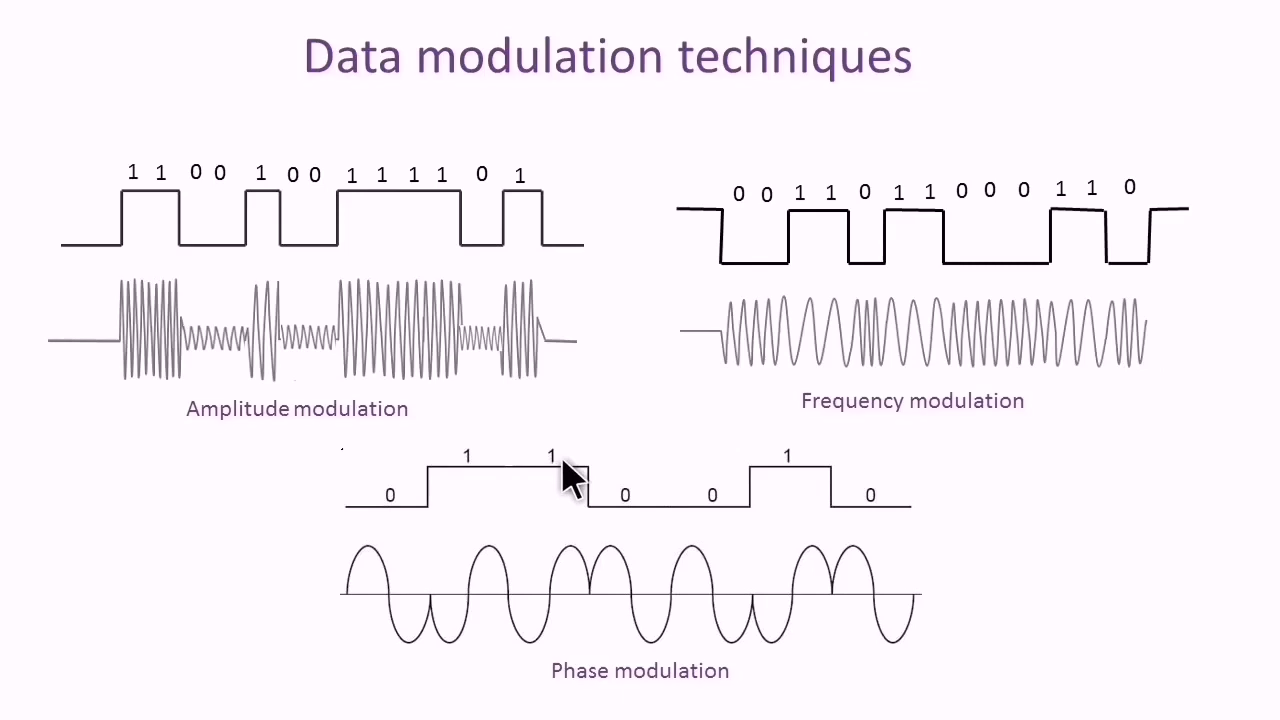 Data modulation techniques
1 1 0 0 1 0 0 1 1 1 1 0 1
0 0 1 1 0 1 1 0 0 0 1 1 0
Amplitude modulation
Frequency modulation
0 1 1 0 0 1 0
Phase modulation